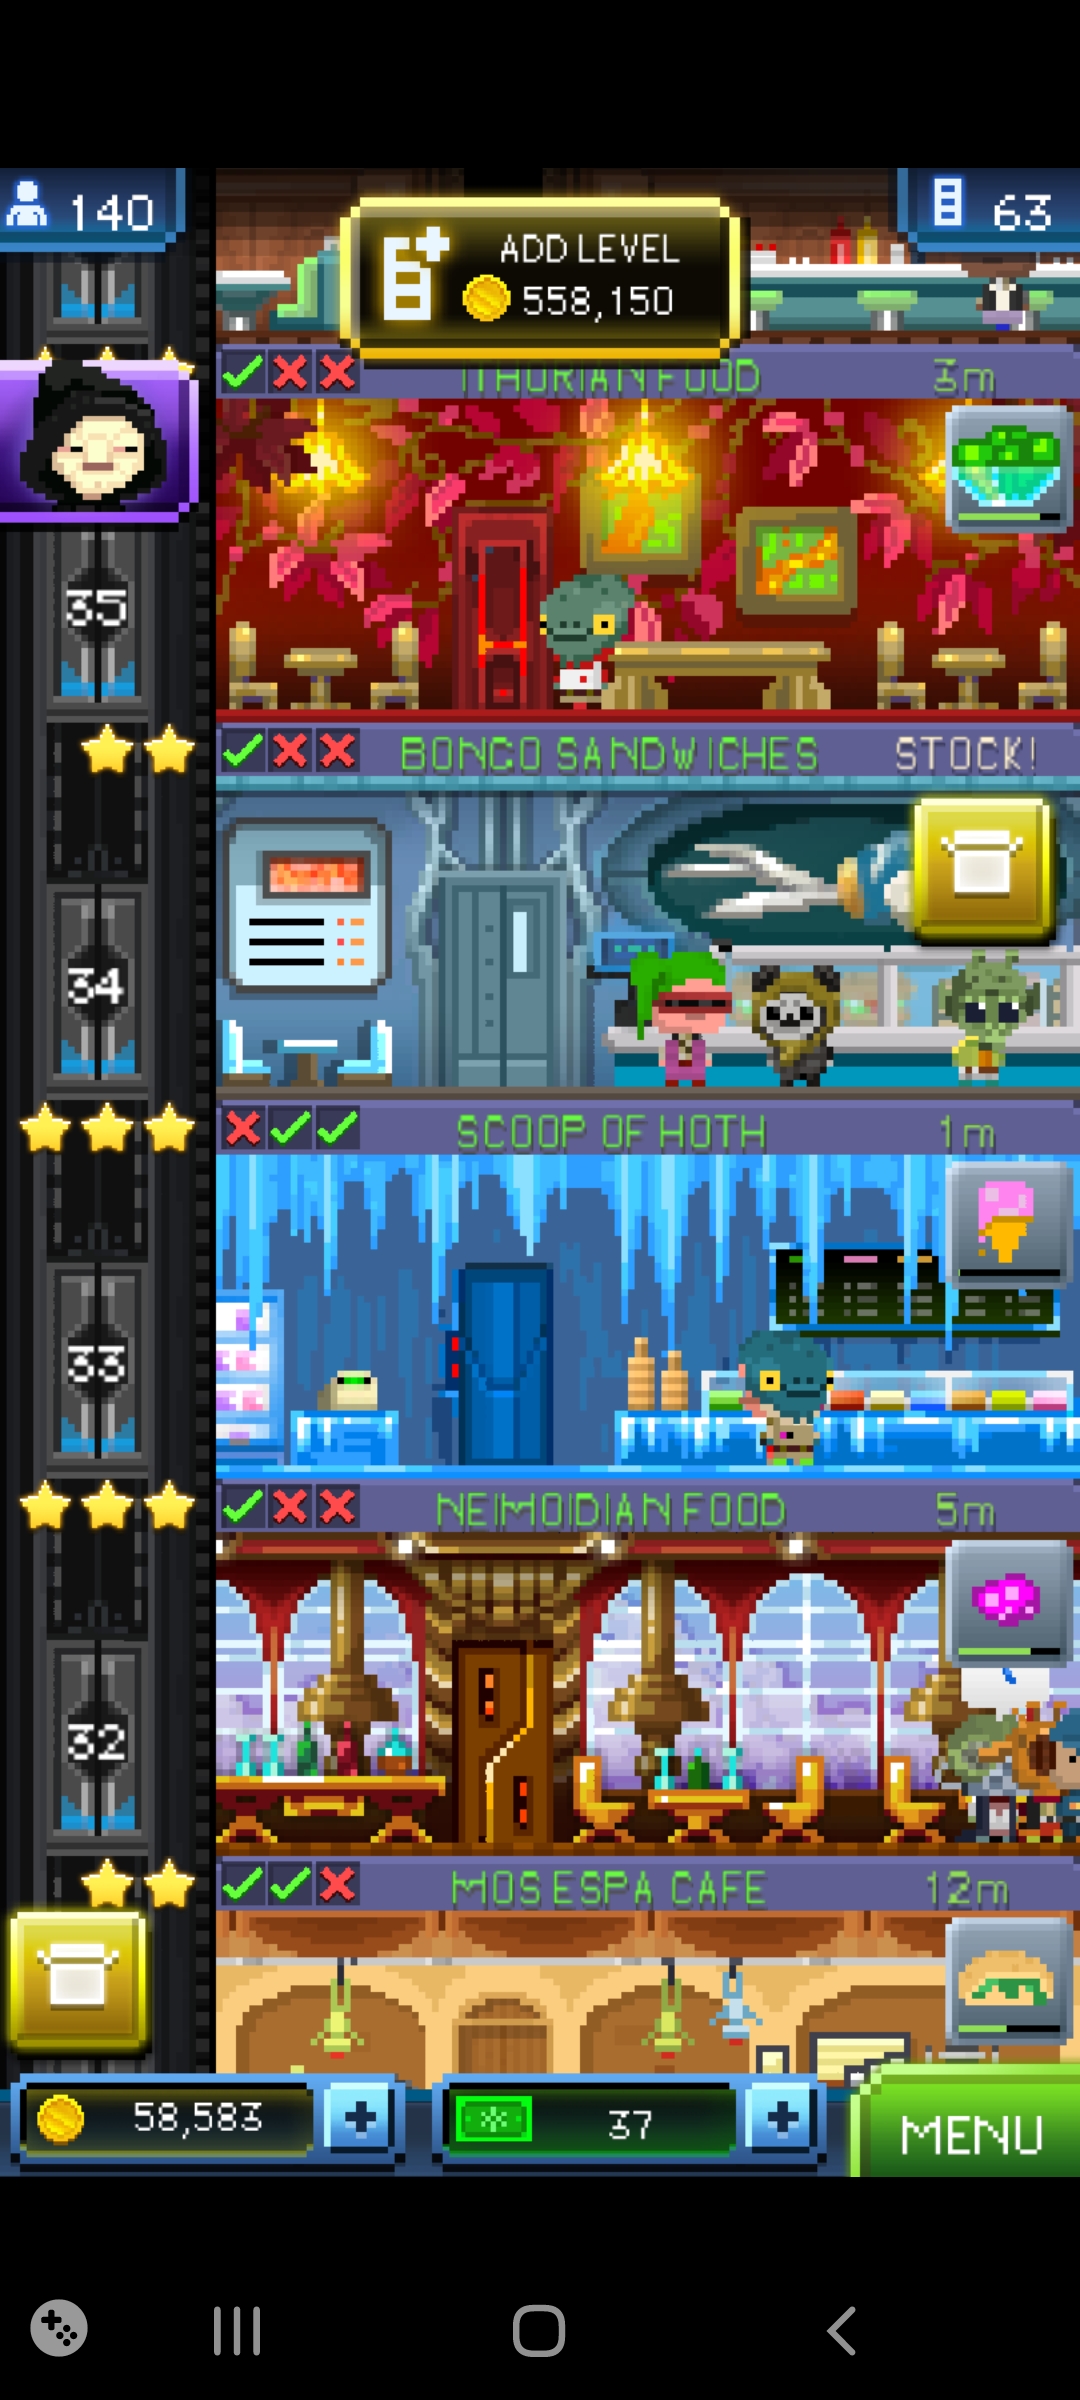 140
63
ADD LEVEL
558,150
ITHORIAN FOOD 3m
35
BONGO SANDWICHES STOCK!
34
SCOOP OF HOTH 1m
33
NEIMOIDIAN FOOD 5m
32
MOS ESPA CAFE 12m
58,583
37
MENU